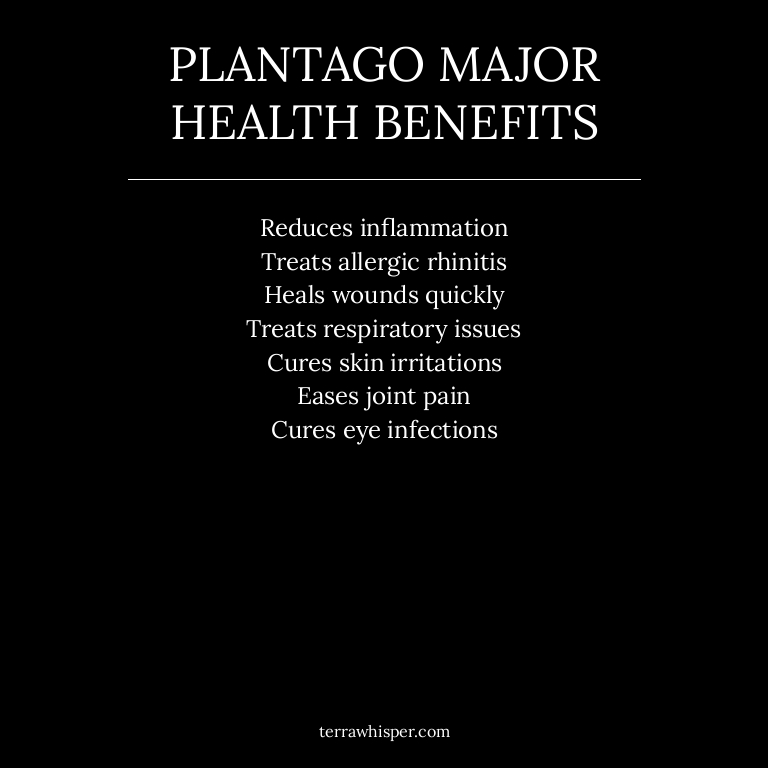 PLANTAGO MAJOR
HEALTH BENEFITS
Reduces inflammation
Treats allergic rhinitis
Heals wounds quickly
Treats respiratory issues
Cures skin irritations
Eases joint pain
Cures eye infections
terrawhisper.com